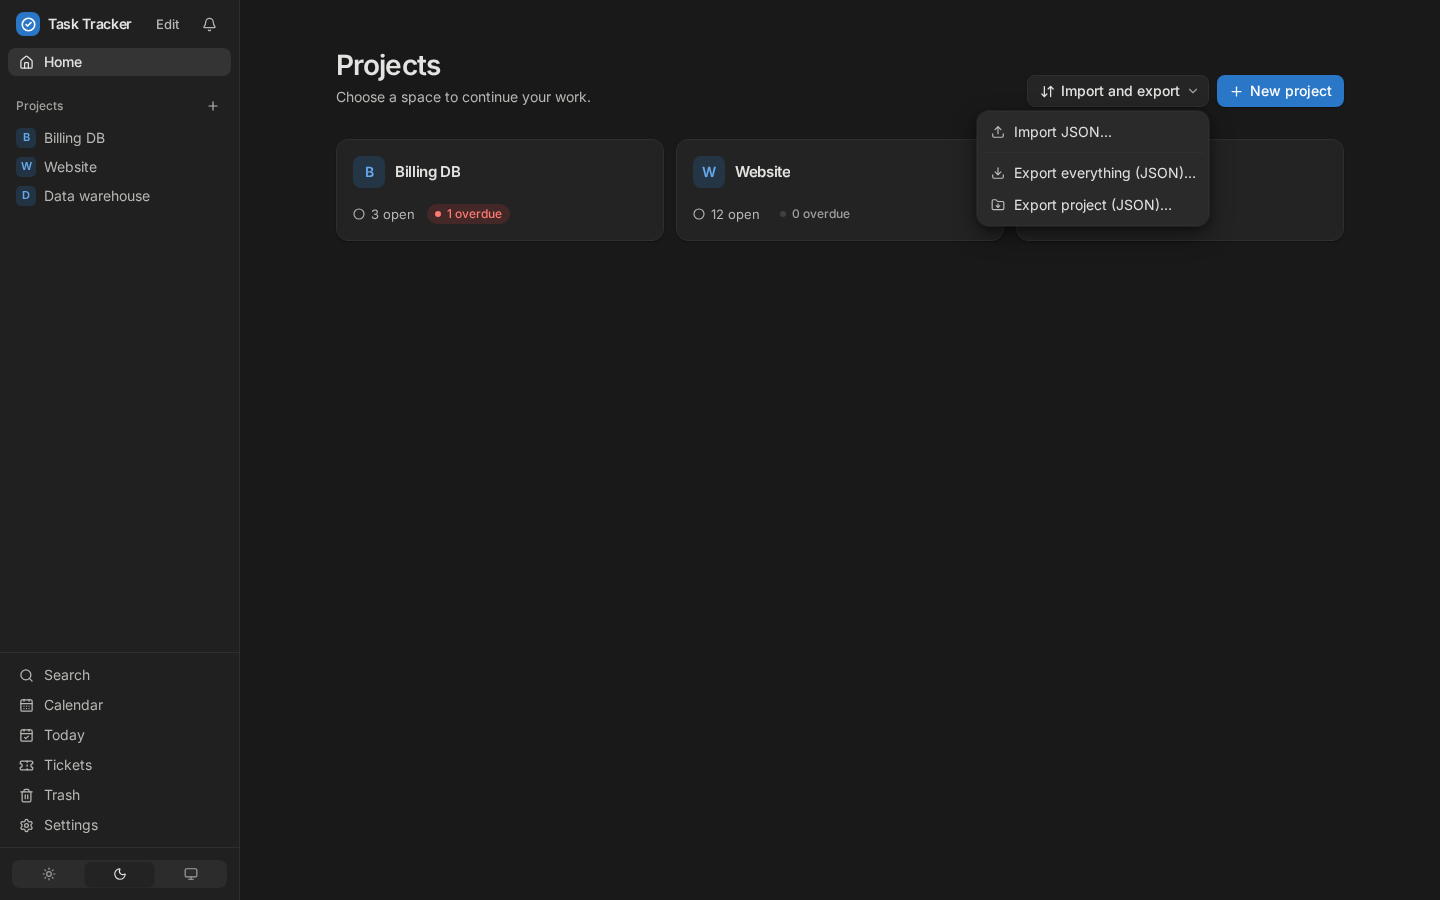 Task Tracker
Edit
Home
Projects
B Billing DB
W Website
D Data warehouse
Search
Calendar
Today
Tickets
Trash
Settings
Projects
Choose a space to continue your work.
Import and export
New project
Import JSON...
Export everything (JSON)...
Export project (JSON)...
B Billing DB
3 open
1 overdue
W Website
12 open
0 overdue